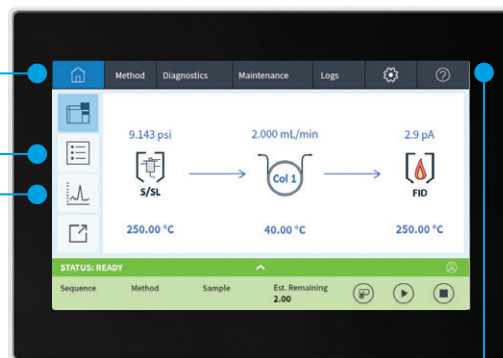 Method Diagnostics Maintenance Logs
9.143 psi 2.000 mL/min 2.9 pA
Col 1
S/SL FID
250.00 °C 40.00 °C 250.00 °C
STATUS: READY
Sequence Method Sample Est. Remaining
2.00